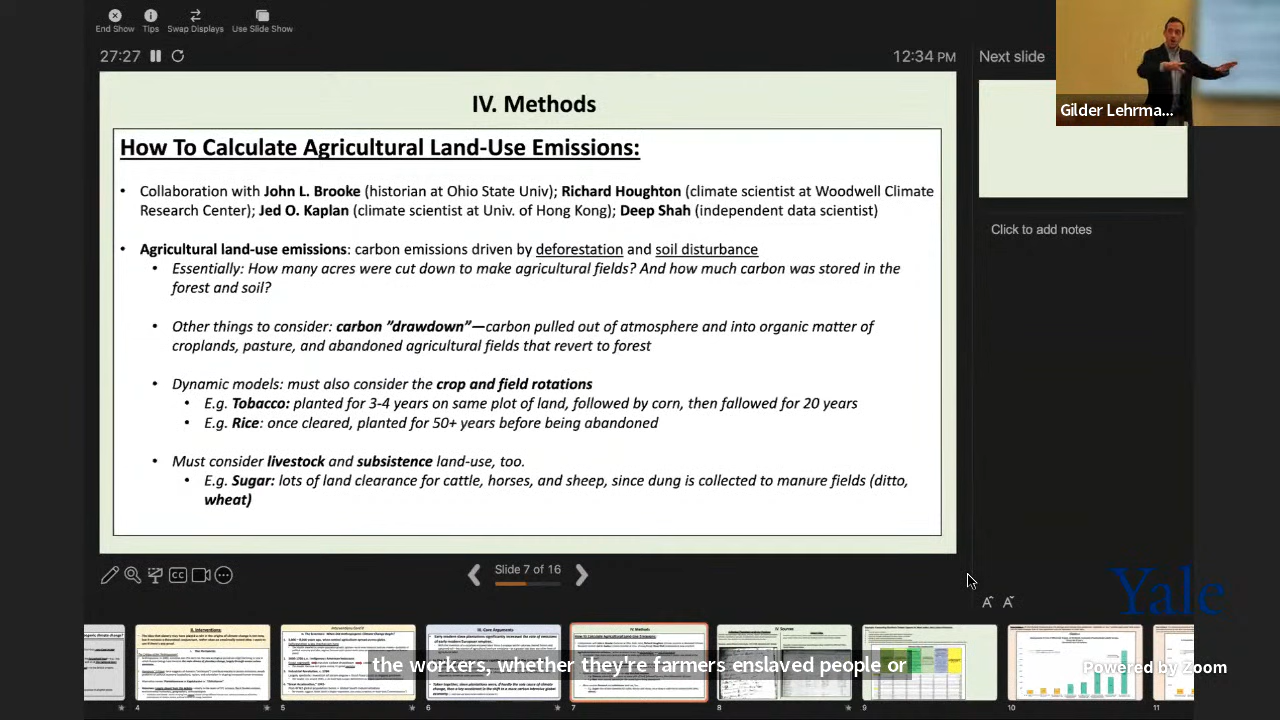 End Show
Tips
Swap Displays
Use Slide Show
27:27
12:34 PM
Next slide
Gilder Lehrma...
IV. Methods
How To Calculate Agricultural Land-Use Emissions:
• Collaboration with John L. Brooke (historian at Ohio State Univ); Richard Houghton (climate scientist at Woodwell Climate
Research Center); Jed O. Kaplan (climate scientist at Univ. of Hong Kong); Deep Shah (independent data scientist)
• Agricultural land-use emissions: carbon emissions driven by deforestation and soil disturbance
• Essentially: How many acres were cut down to make agricultural fields? And how much carbon was stored in the
forest and soil?
• Other things to consider: carbon ”drawdown”—carbon pulled out of atmosphere and into organic matter of
croplands, pasture, and abandoned agricultural fields that revert to forest
• Dynamic models: must also consider the crop and field rotations
• E.g. Tobacco: planted for 3-4 years on same plot of land, followed by corn, then fallowed for 20 years
• E.g. Rice: once cleared, planted for 50+ years before being abandoned
• Must consider livestock and subsistence land-use, too.
• E.g. Sugar: lots of land clearance for cattle, horses, and sheep, since dung is collected to manure fields (ditto,
wheat)
Click to add notes
Slide 7 of 16
CC
A A
Yale
the workers, whether they're farmers enslaved people or
Powered by Zoom
4
5
6
7
8
9
10
11